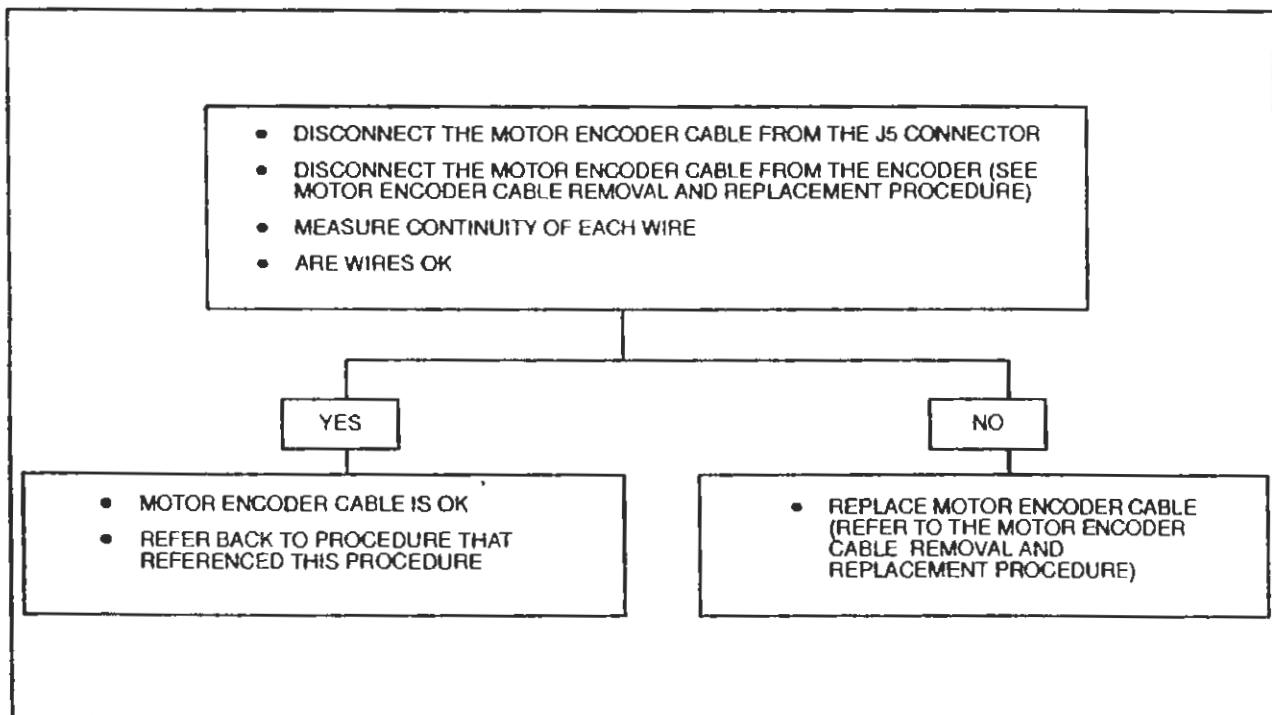 • DISCONNECT THE MOTOR ENCODER CABLE FROM THE J5 CONNECTOR
• DISCONNECT THE MOTOR ENCODER CABLE FROM THE ENCODER (SEE
MOTOR ENCODER CABLE REMOVAL AND REPLACEMENT PROCEDURE)
• MEASURE CONTINUITY OF EACH WIRE
• ARE WIRES OK
YES
NO
• MOTOR ENCODER CABLE IS OK
• REFER BACK TO PROCEDURE THAT
REFERENCED THIS PROCEDURE
• REPLACE MOTOR ENCODER CABLE
(REFER TO THE MOTOR ENCODER
CABLE REMOVAL AND
REPLACEMENT PROCEDURE)